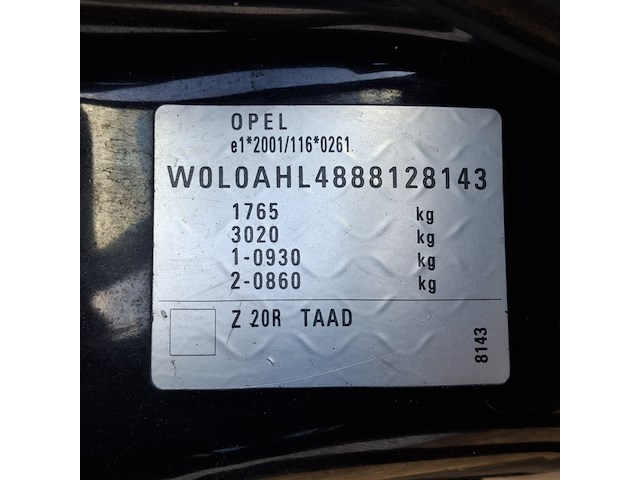 OPEL
e1*2001/116*0261
W0L0AHL4888128143
1765 kg
3020 kg
1-0930 kg
2-0860 kg
Z 20R TAAD
8143